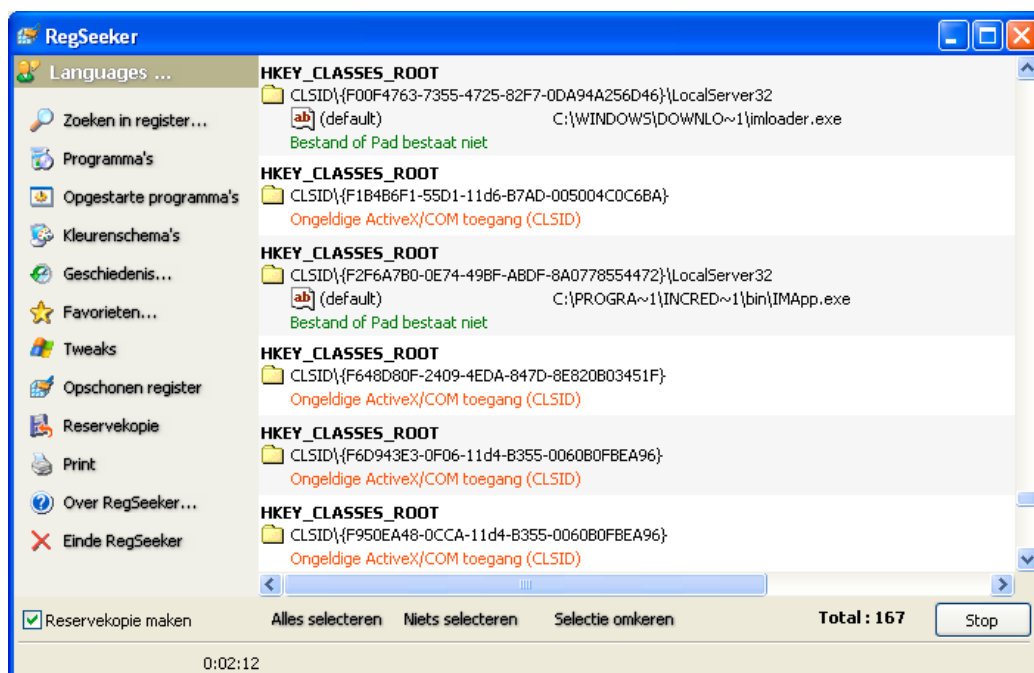 RegSeeker
Languages ...
Zoeken in register...
Programma's
Opgestarte programma's
Kleurenschema's
Geschiedenis...
Favorieten...
Tweaks
Opschonen register
Reservekopie
Print
Over RegSeeker...
Einde RegSeeker
HKEY_CLASSES_ROOT
CLSID\{F00F4763-7355-4725-82F7-0DA94A256D46}\LocalServer32
ab (default) C:\WINDOWS\DOWNLO~1\imloader.exe
Bestand of Pad bestaat niet
HKEY_CLASSES_ROOT
CLSID\{F1B4B6F1-55D1-11d6-B7AD-005004C0C6BA}
Ongeldige ActiveX/COM toegang (CLSID)
HKEY_CLASSES_ROOT
CLSID\{F2F6A7B0-0E74-49BF-ABDF-8A0778554472}\LocalServer32
ab (default) C:\PROGRA~1\INCRED~1\bin\IMApp.exe
Bestand of Pad bestaat niet
HKEY_CLASSES_ROOT
CLSID\{F648D80F-2409-4EDA-847D-8E820B03451F}
Ongeldige ActiveX/COM toegang (CLSID)
HKEY_CLASSES_ROOT
CLSID\{F6D943E3-0F06-11d4-B355-0060B0FBEA96}
Ongeldige ActiveX/COM toegang (CLSID)
HKEY_CLASSES_ROOT
CLSID\{F950EA48-0CCA-11d4-B355-0060B0FBEA96}
Ongeldige ActiveX/COM toegang (CLSID)
Reservekopie maken Alles selecteren Niets selecteren Selectie omkeren Total : 167 Stop
0:02:12